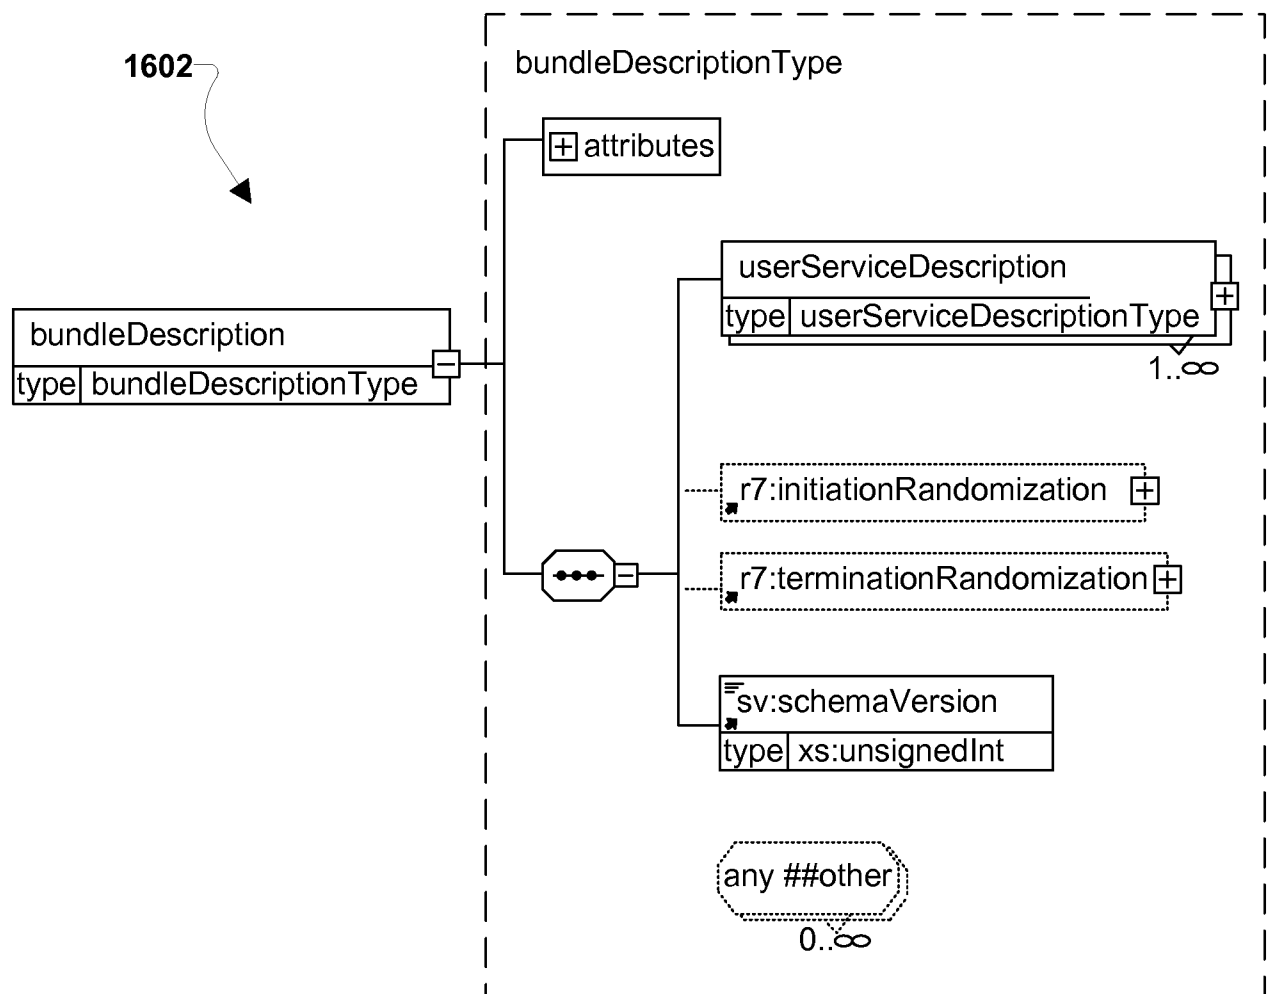 1602
bundleDescriptionType
attributes
userServiceDescription
type userServiceDescriptionType
1..∞
bundleDescription
type bundleDescriptionType
r7:initiationRandomization
r7:terminationRandomization
sv:schemaVersion
type xs:unsignedInt
any ##other
0..∞